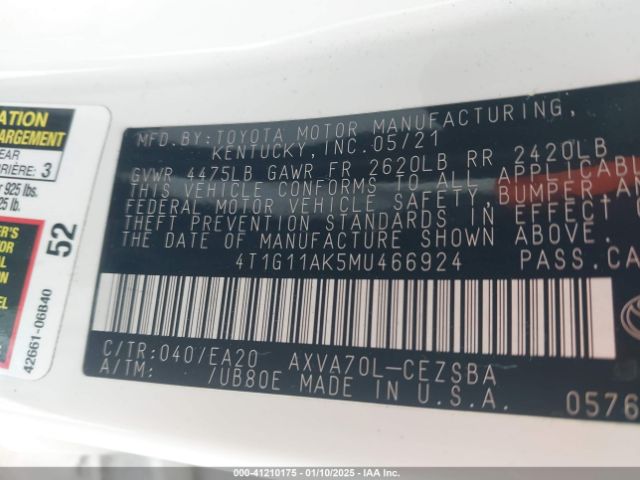 ATION
ARGEMENT
EAR
RRIÈRE: 3
925 lbs.
25 lb.
52
42661-06B40
MFD. BY: TOYOTA MOTOR MANUFACTURING,
KENTUCKY, INC. 05/21
GVWR 4475LB GAWR FR 2620LB RR 2420LB
THIS VEHICLE CONFORMS TO ALL APPLICABL
FEDERAL MOTOR VEHICLE SAFETY, BUMPER AN
THEFT PREVENTION STANDARDS IN EFFECT ON
THE DATE OF MANUFACTURE SHOWN ABOVE.
4T1G11AK5MU466924 PASS.CA
C/TR: 040/EA20 AXVA70L-CEZSBA
A/TM: /UB80E MADE IN U.S.A.
0576
000-41210175 — 01/10/2025 — IAA Inc.